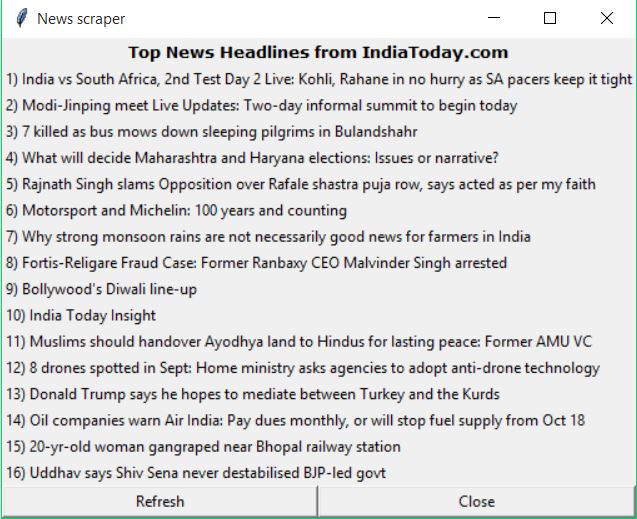 News scraper
Top News Headlines from IndiaToday.com
1) India vs South Africa, 2nd Test Day 2 Live: Kohli, Rahane in no hurry as SA pacers keep it tight
2) Modi-Jinping meet Live Updates: Two-day informal summit to begin today
3) 7 killed as bus mows down sleeping pilgrims in Bulandshahr
4) What will decide Maharashtra and Haryana elections: Issues or narrative?
5) Rajnath Singh slams Opposition over Rafale shastra puja row, says acted as per my faith
6) Motorsport and Michelin: 100 years and counting
7) Why strong monsoon rains are not necessarily good news for farmers in India
8) Fortis-Religare Fraud Case: Former Ranbaxy CEO Malvinder Singh arrested
9) Bollywood's Diwali line-up
10) India Today Insight
11) Muslims should handover Ayodhya land to Hindus for lasting peace: Former AMU VC
12) 8 drones spotted in Sept: Home ministry asks agencies to adopt anti-drone technology
13) Donald Trump says he hopes to mediate between Turkey and the Kurds
14) Oil companies warn Air India: Pay dues monthly, or will stop fuel supply from Oct 18
15) 20-yr-old woman gangraped near Bhopal railway station
16) Uddhav says Shiv Sena never destabilised BJP-led govt
Refresh Close